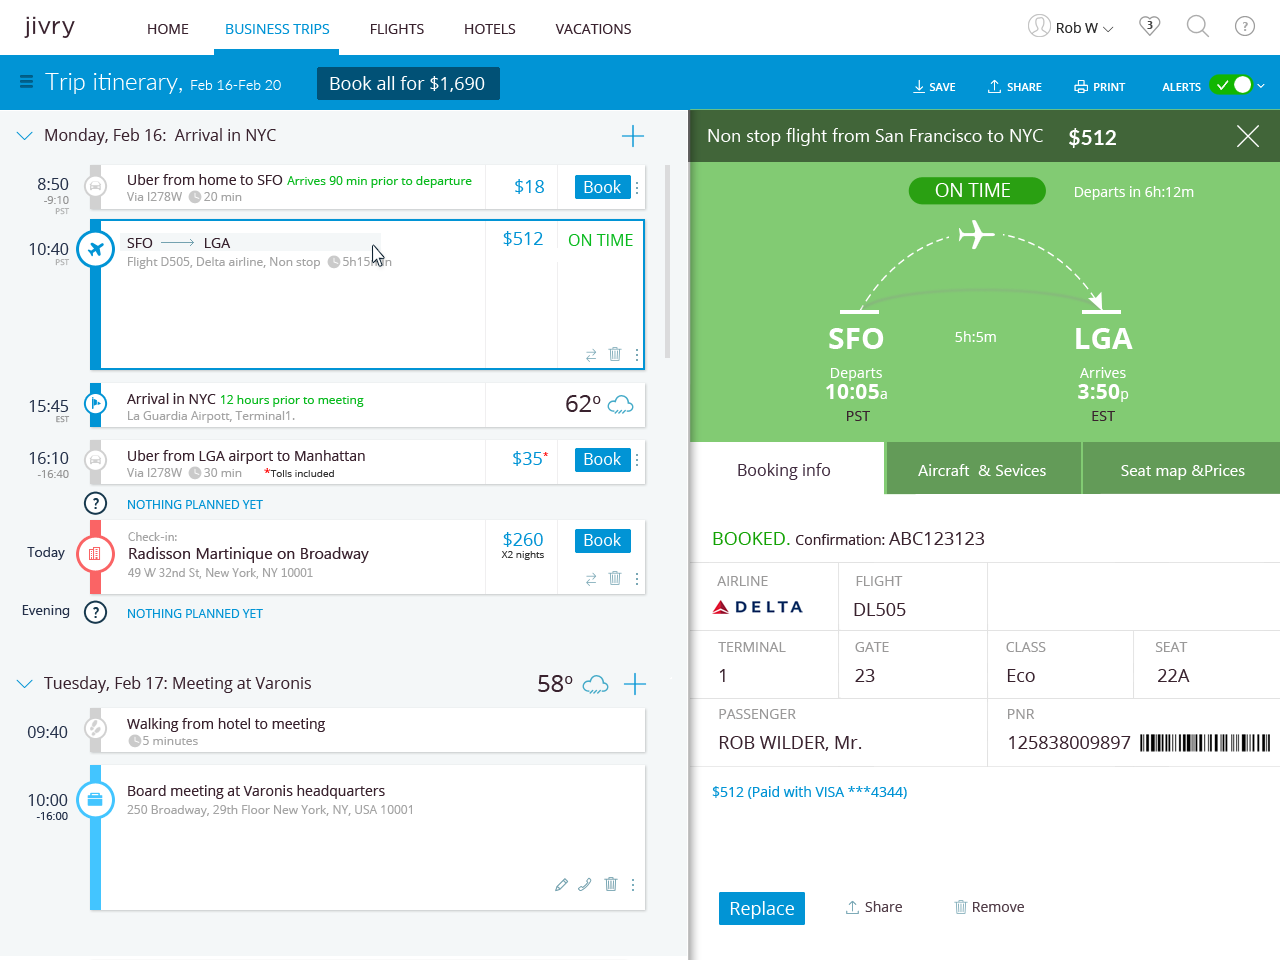 jivry
HOME
BUSINESS TRIPS
FLIGHTS
HOTELS
VACATIONS
Rob W
3
?
Trip itinerary, Feb 16-Feb 20
Book all for $1,690
SAVE
SHARE
PRINT
ALERTS
Monday, Feb 16:  Arrival in NYC
8:50
-9:10
PST
Uber from home to SFO Arrives 90 min prior to departure
Via I278W 20 min
$18
Book
10:40
PST
SFO
LGA
Flight D505, Delta airline, Non stop
$512
ON TIME
15:45
EST
Arrival in NYC 12 hours prior to meeting
La Guardia Airpott, Terminal1.
62º
16:10
-16:40
Uber from LGA airport to Manhattan
Via I278W 30 min *Tolls included
$35*
Book
?
NOTHING PLANNED YET
Today
Check-in:
Radisson Martinique on Broadway
49 W 32nd St, New York, NY 10001
$260
X2 nights
Book
Evening
?
NOTHING PLANNED YET
Tuesday, Feb 17: Meeting at Varonis
58º
09:40
Walking from hotel to meeting
5 minutes
10:00
-16:00
Board meeting at Varonis headquarters
250 Broadway, 29th Floor New York, NY, USA 10001
Non stop flight from San Francisco to NYC
$512
ON TIME
Departs in 6h:12m
SFO
5h:5m
LGA
Departs
10:05a
PST
Arrives
3:50p
EST
Booking info
Aircraft  & Sevices
Seat map &Prices
BOOKED. Confirmation: ABC123123
AIRLINE
DELTA
FLIGHT
DL505
TERMINAL
1
GATE
23
CLASS
Eco
SEAT
22A
PASSENGER
ROB WILDER, Mr.
PNR
125838009897
$512 (Paid with VISA ***4344)
Replace
Share
Remove